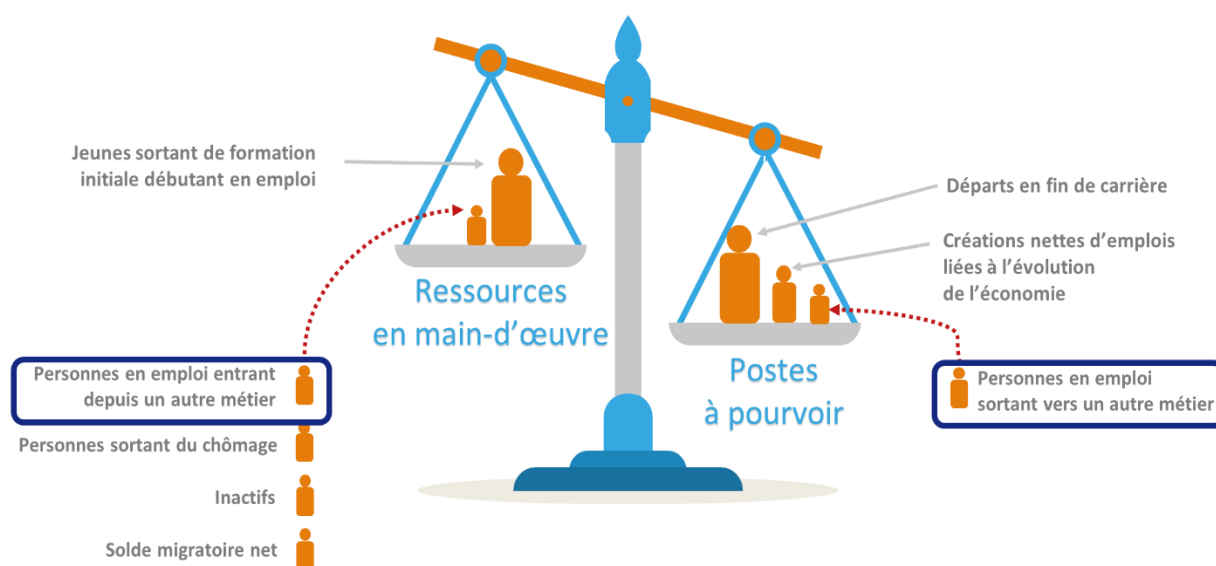 Jeunes sortant de formation
initiale débutant en emploi
Départs en fin de carrière
Créations nettes d'emplois
liées à l'évolution
de l'économie
Ressources
en main-d'œuvre
Postes
à pourvoir
Personnes en emploi entrant
depuis un autre métier
Personnes sortant du chômage
Inactifs
Solde migratoire net
Personnes en emploi
sortant vers un autre métier